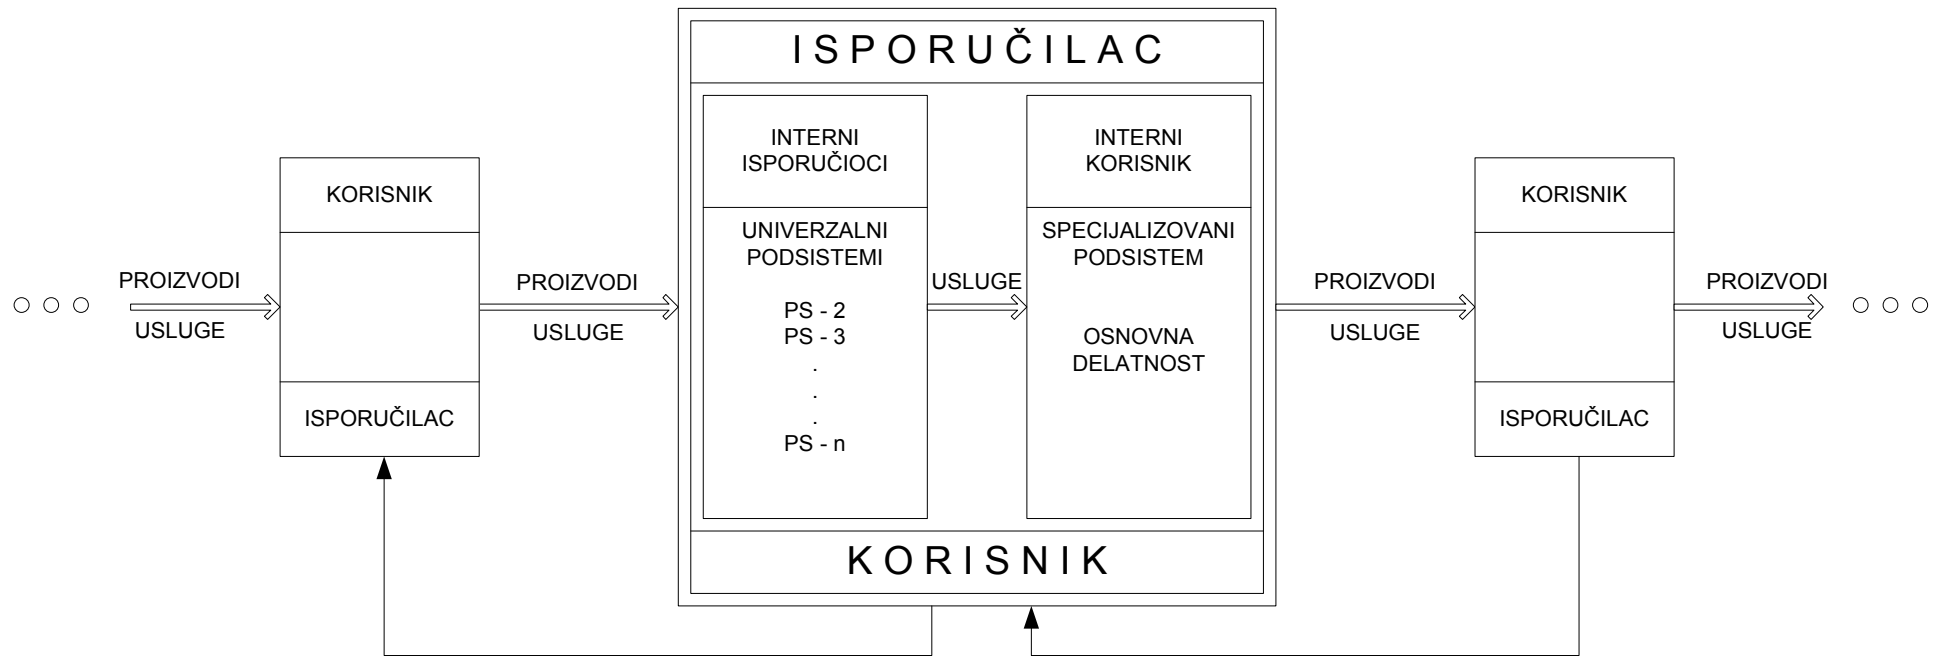 PROIZVODI
USLUGE
KORISNIK
ISPORUČILAC
PROIZVODI
USLUGE
ISPORUČILAC
INTERNI
ISPORUČIOCI
UNIVERZALNI
PODSISTEMI
PS - 2
PS - 3
.
.
.
PS - n
USLUGE
INTERNI
KORISNIK
SPECIJALIZOVANI
PODSISTEM
OSNOVNA
DELATNOST
KORISNIK
PROIZVODI
USLUGE
KORISNIK
ISPORUČILAC
PROIZVODI
USLUGE